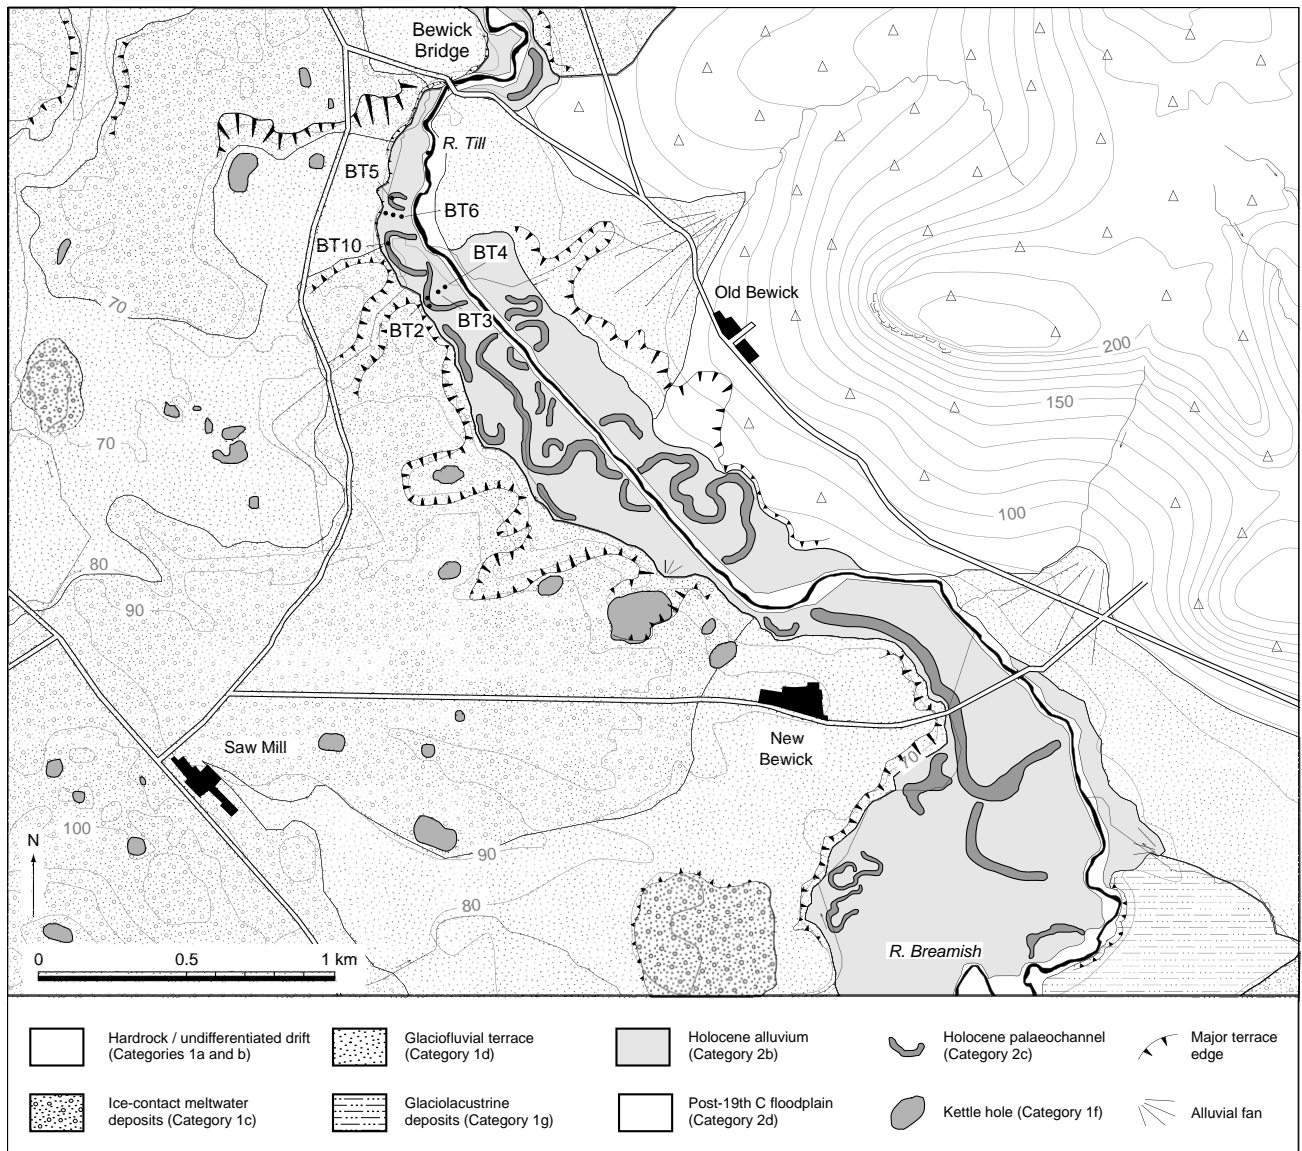 Bewick
Bridge
R. Till
BT5
BT6
BT10
BT4
Old Bewick
BT2
BT3
70
200
150
70
100
80
90
70
Saw Mill
New
Bewick
100
90
80
N
R. Breamish
0 0.5 1 km
Hardrock / undifferentiated drift
(Categories 1a and b)
Glaciofluvial terrace
(Category 1d)
Holocene alluvium
(Category 2b)
Holocene palaeochannel
(Category 2c)
Major terrace
edge
Ice-contact meltwater
deposits (Category 1c)
Glaciolacustrine
deposits (Category 1g)
Post-19th C floodplain
(Category 2d)
Kettle hole (Category 1f)
Alluvial fan